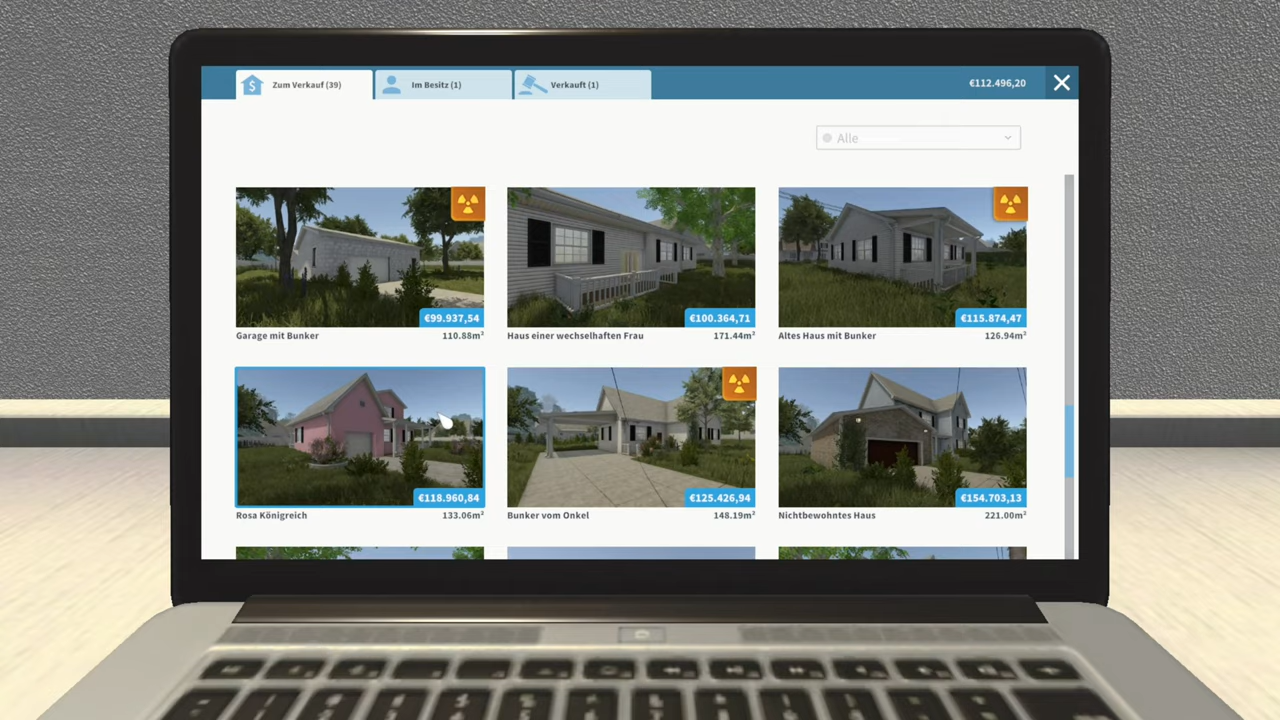 Zum Verkauf (39)
Im Besitz (1)
Verkauft (1)
€112.496,20
Alle
€99.937,54
€100.364,71
€115.874,47
Garage mit Bunker
110.88m²
Haus einer wechselhaften Frau
171.44m²
Altes Haus mit Bunker
126.94m²
€118.960,84
€125.426,94
€154.703,13
Rosa Königreich
133.06m²
Bunker vom Onkel
148.19m²
Nichtbewohntes Haus
221.00m²